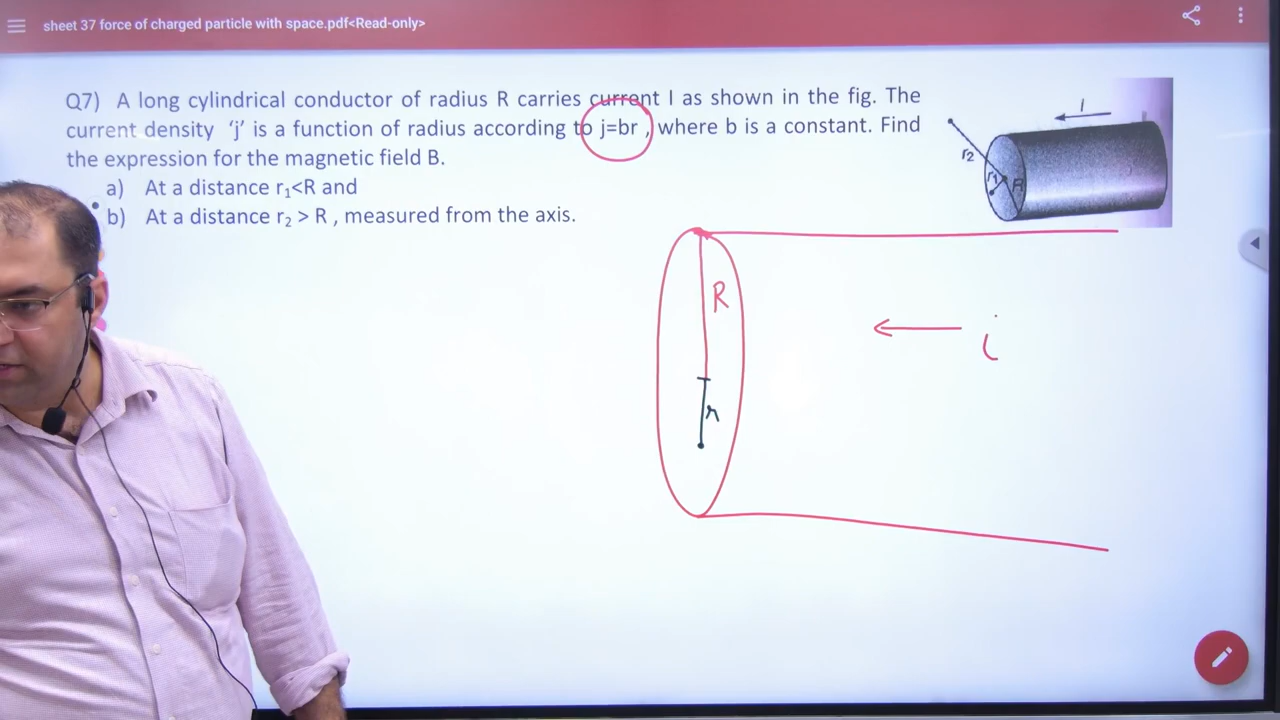 sheet 37 force of charged particle with space.pdf<Read-only>
Q7) A long cylindrical conductor of radius R carries current I as shown in the fig. The
current density 'j' is a function of radius according to j=br , where b is a constant. Find
the expression for the magnetic field B.
a) At a distance r₁<R and
b) At a distance r₂ > R , measured from the axis.
I
r₂
r₁
R
R
i
r